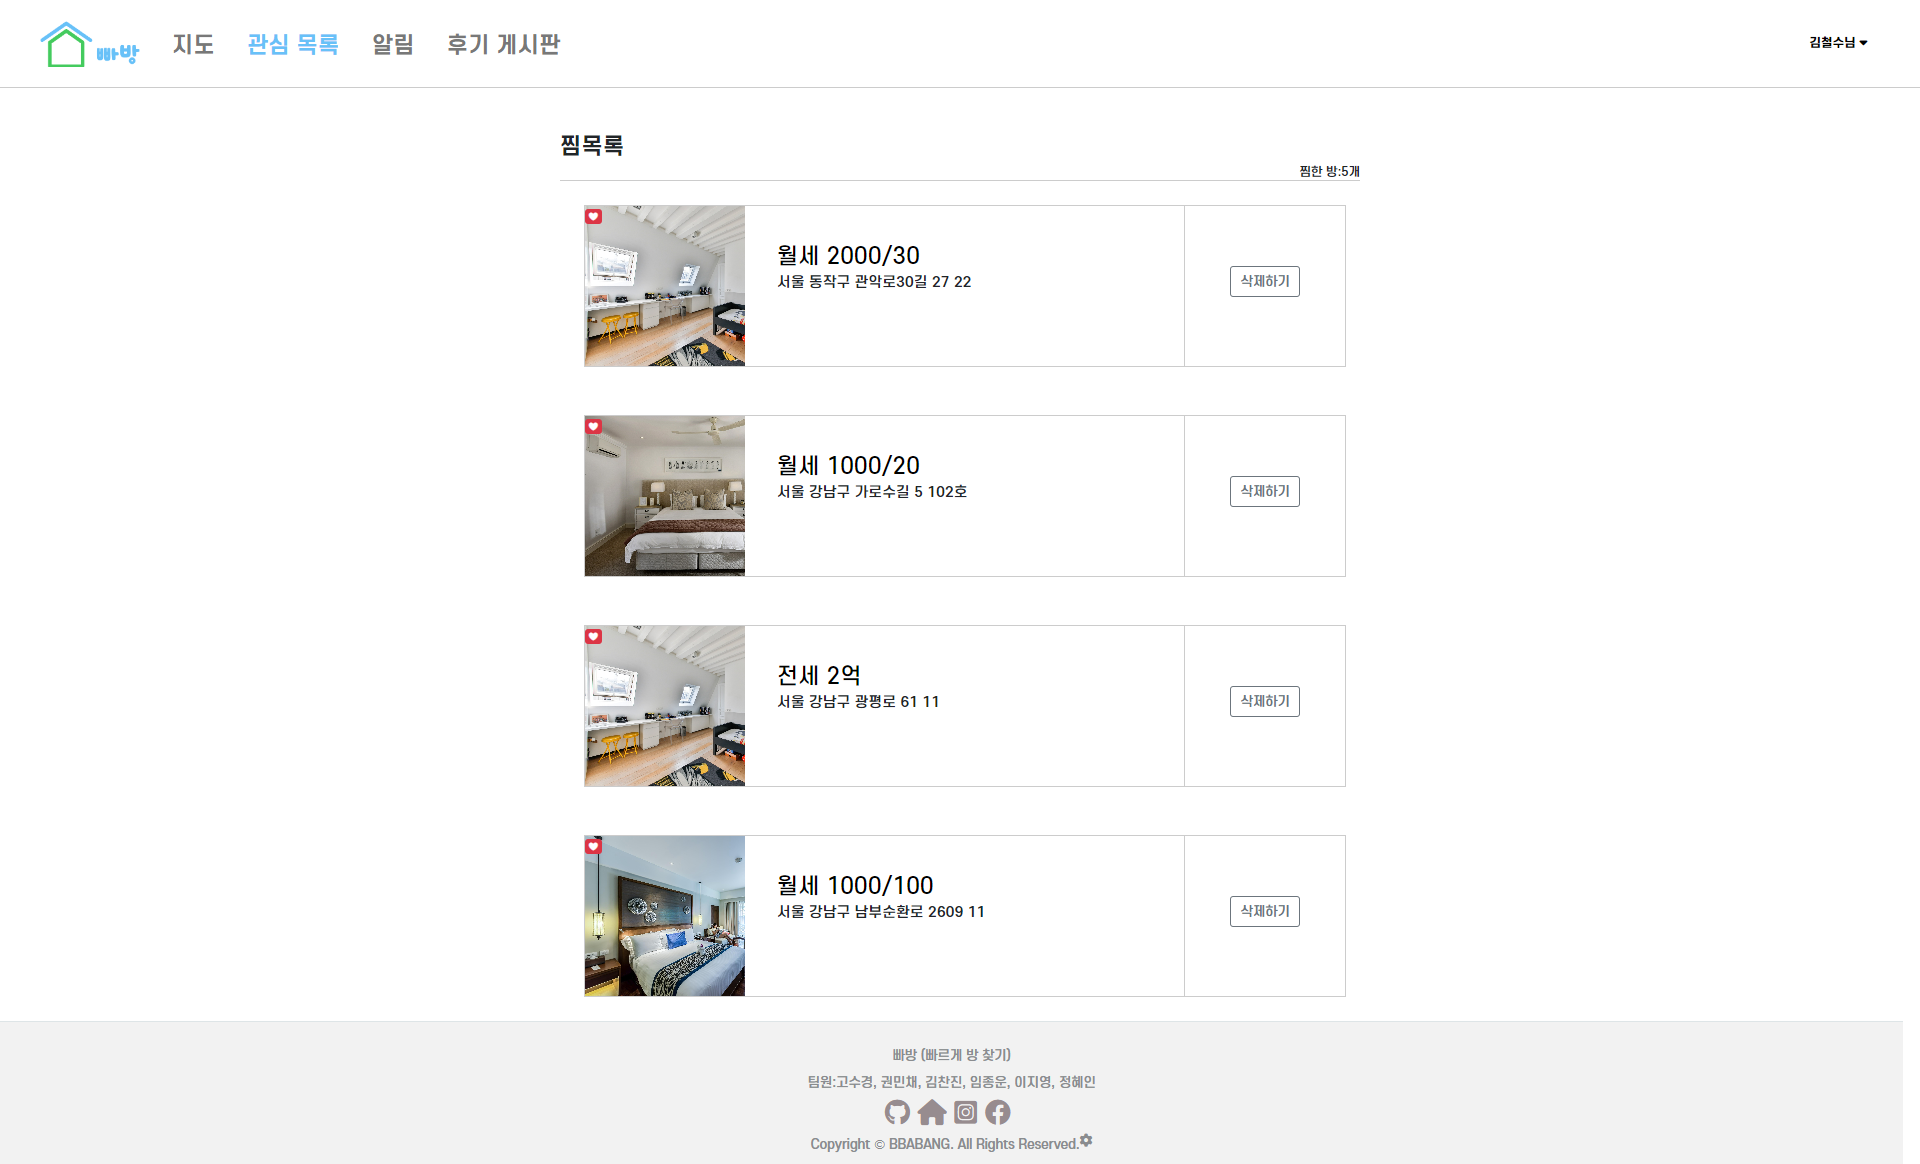 빠방
지도
관심 목록
알림
후기 게시판
김철수님
찜목록
찜한 방:5개
월세 2000/30
서울 동작구 관악로30길 27 22
삭제하기
월세 1000/20
서울 강남구 가로수길 5 102호
삭제하기
전세 2억
서울 강남구 광평로 61 11
삭제하기
월세 1000/100
서울 강남구 남부순환로 2609 11
삭제하기
빠방 (빠르게 방 찾기)
팀원:고수경, 권민채, 김찬진, 임종운, 이지영, 정혜인
Copyright © BBABANG. All Rights Reserved.